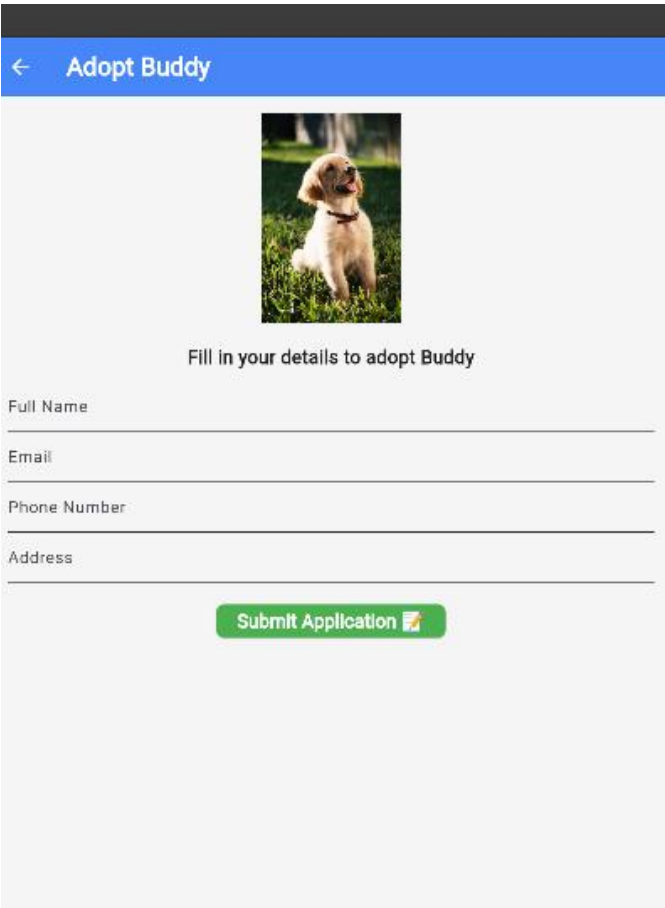 Adopt Buddy
Fill in your details to adopt Buddy
Full Name
Email
Phone Number
Address
Submit Application 📝